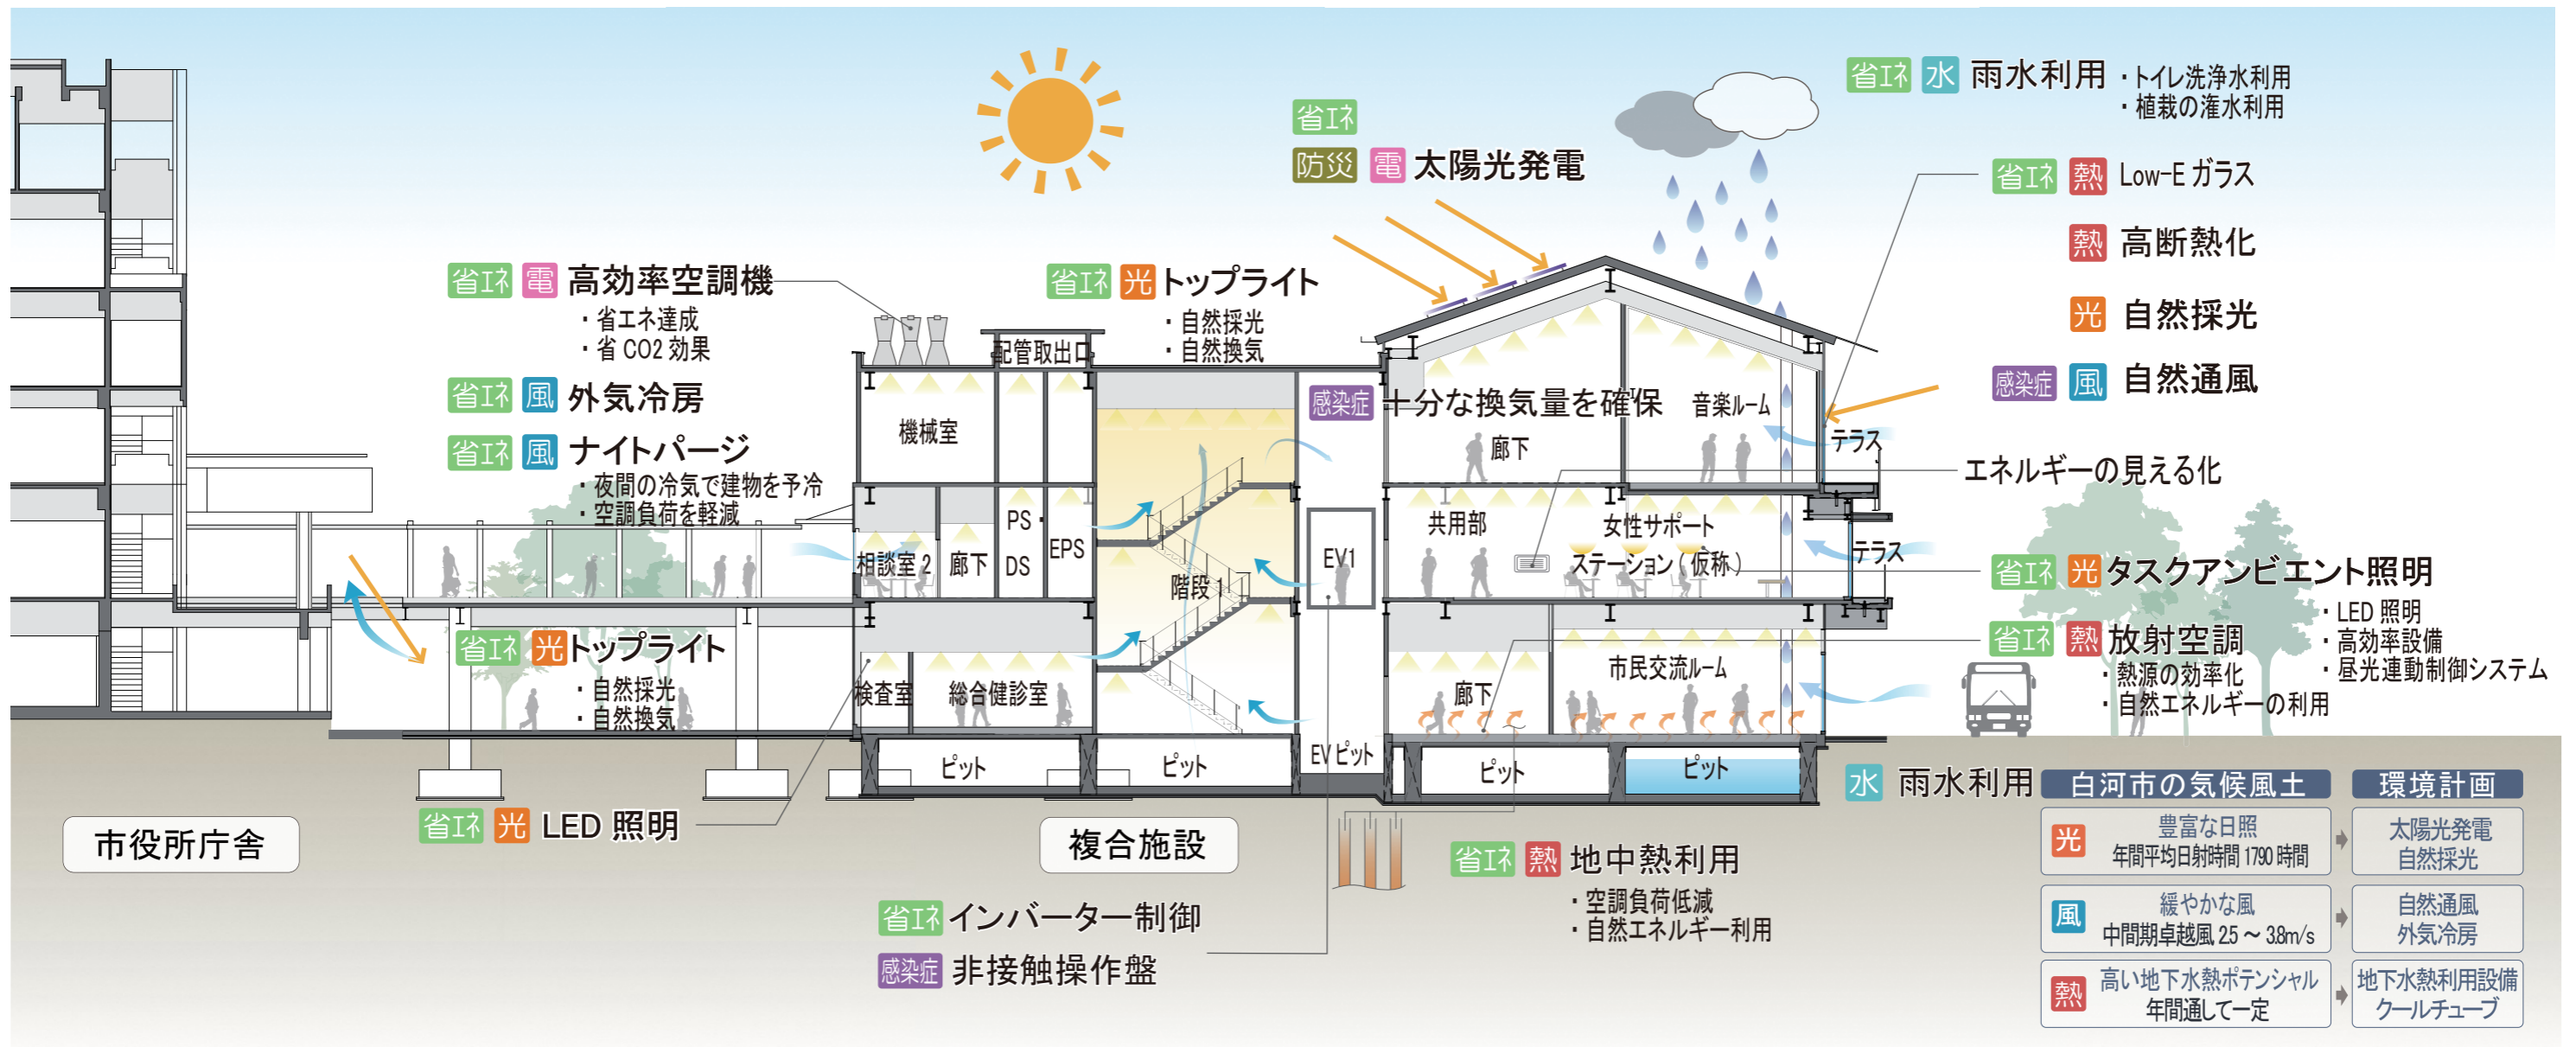 省エネ 水 雨水利用
・トイレ洗浄水利用
・植栽の潅水利用
省エネ
防災 電 太陽光発電
省エネ 熱 Low-E ガラス
熱 高断熱化
光 自然採光
感染症 風 自然通風
省エネ 電 高効率空調機
・省エネ達成
・省 CO2 効果
省エネ 風 外気冷房
省エネ 風 ナイトパージ
・夜間の冷気で建物を予冷
・空調負荷を軽減
省エネ 光 トップライト
・自然採光
・自然換気
配管取出口
機械室
感染症 十分な換気量を確保
音楽ルーム
廊下
テラス
エネルギーの見える化
相談室 2
廊下
PS・
DS
EPS
階段 1
EV1
共用部
女性サポート
ステーション（仮称）
テラス
省エネ 光 タスクアンビエント照明
・LED 照明
・高効率設備
・昼光連動制御システム
省エネ 熱 放射空調
・熱源の効率化
・自然エネルギーの利用
省エネ 光 トップライト
・自然採光
・自然換気
検査室
総合健診室
廊下
市民交流ルーム
ピット
ピット
EV ピット
ピット
ピット
水 雨水利用
省エネ 光 LED 照明
市役所庁舎
複合施設
省エネ 熱 地中熱利用
・空調負荷低減
・自然エネルギー利用
省エネ インバーター制御
感染症 非接触操作盤
白河市の気候風土 環境計画
光 豊富な日照
年間平均日射時間 1790 時間
太陽光発電
自然採光
風 緩やかな風
中間期卓越風 2.5 ～ 3.8m/s
自然通風
外気冷房
熱 高い地下水熱ポテンシャル
年間通して一定
地下水熱利用設備
クールチューブ